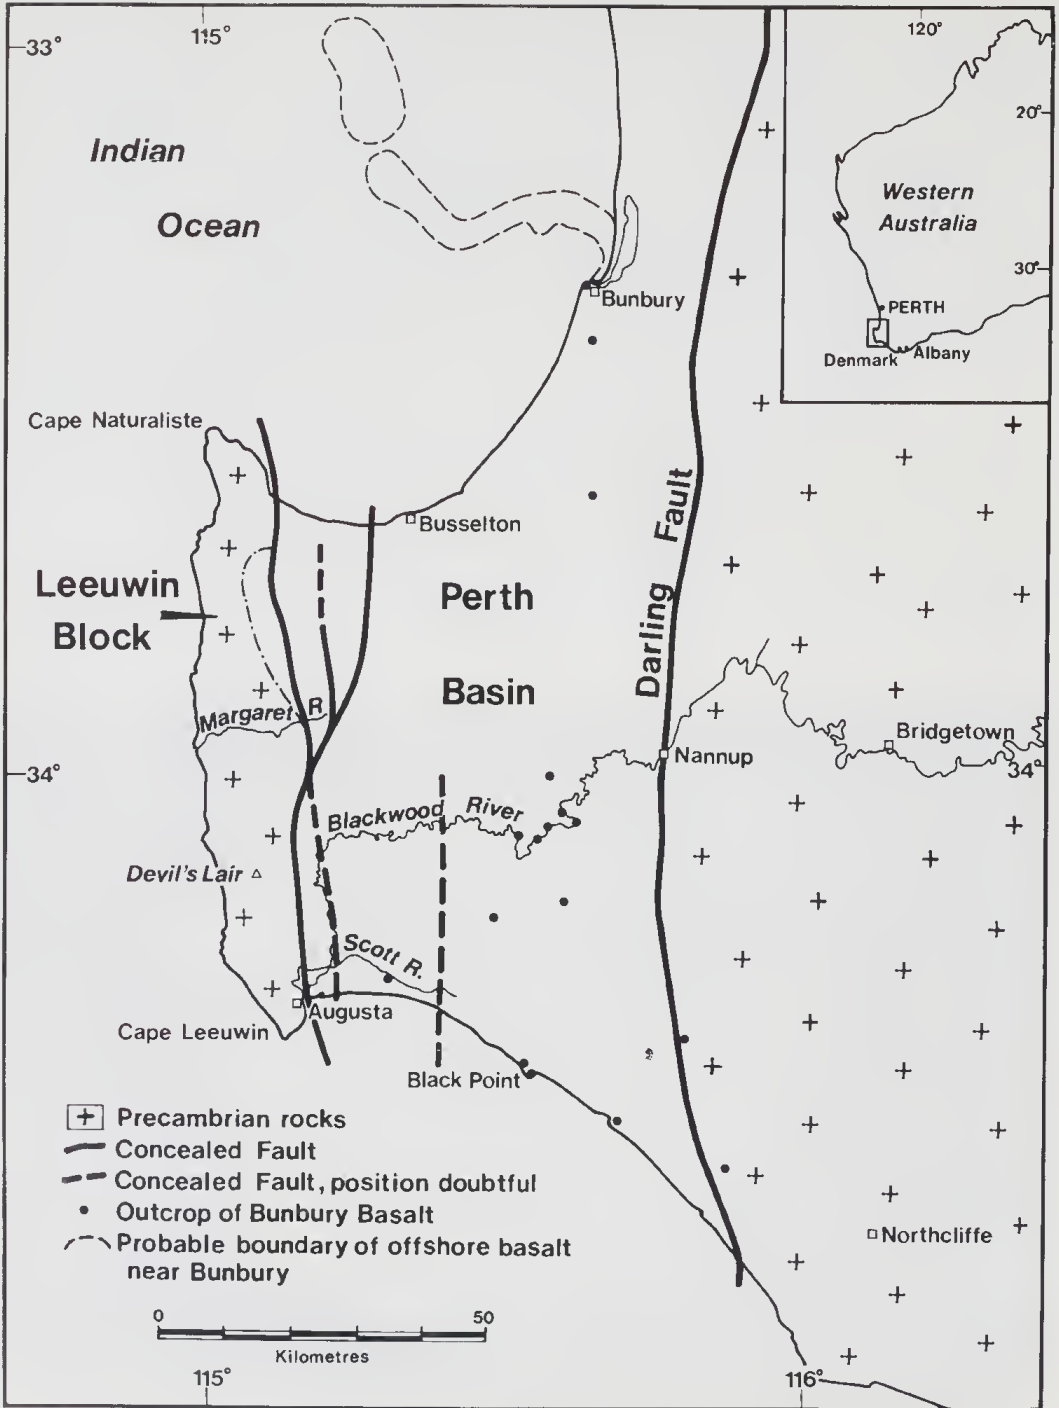 115°
33°
Indian
Ocean
120°
20°
Western
Australia
30°
PERTH
Denmark
Albany
Bunbury
Cape Naturaliste
Busselton
Darling Fault
Leeuwin
Block
Perth
Basin
Margaret R
Bridgetown
Nannup
34°
34°
Blackwood River
Devil's Lair
Scott R.
Augusta
Cape Leeuwin
Black Point
Precambrian rocks
Concealed Fault
Concealed Fault, position doubtful
Outcrop of Bunbury Basalt
Probable boundary of offshore basalt
near Bunbury
Northcliffe
0 50
Kilometres
115°
116°